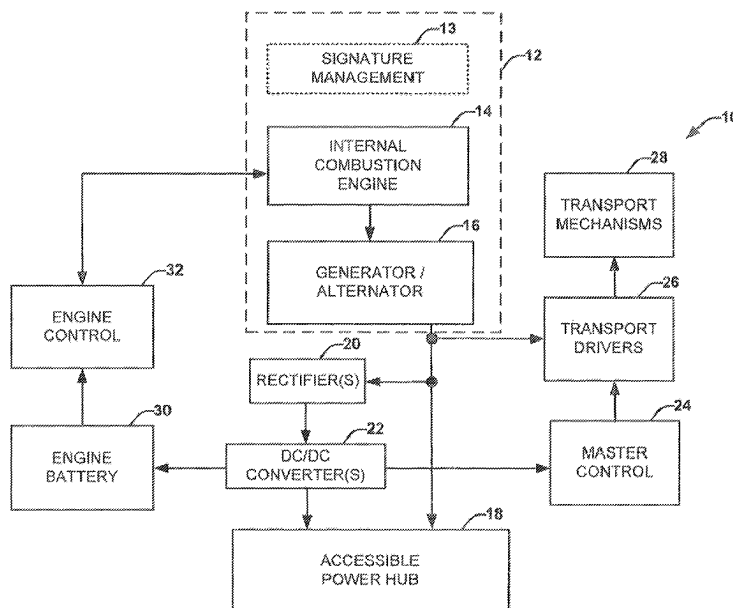 13
SIGNATURE
MANAGEMENT
12
14
INTERNAL
COMBUSTION
ENGINE
10
28
TRANSPORT
MECHANISMS
16
GENERATOR /
ALTERNATOR
32
ENGINE
CONTROL
26
TRANSPORT
DRIVERS
20
RECTIFIER(S)
30
ENGINE
BATTERY
22
DC/DC
CONVERTER(S)
24
MASTER
CONTROL
18
ACCESSIBLE
POWER HUB